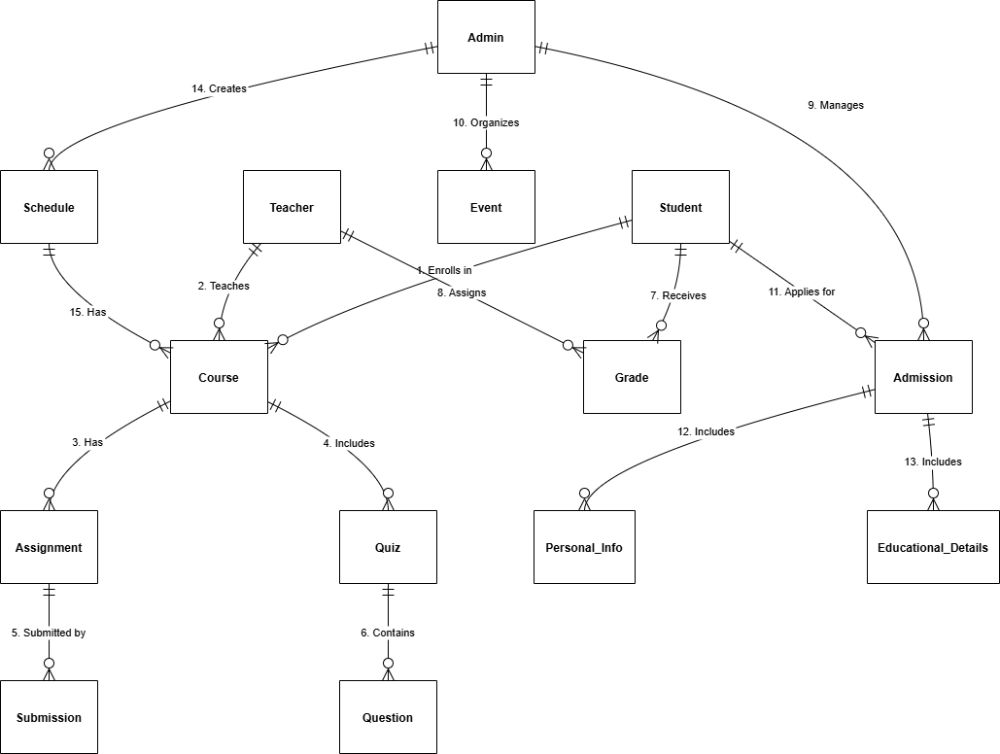 Admin
14. Creates
9. Manages
10. Organizes
Schedule
Teacher
Event
Student
1. Enrolls in
2. Teaches
8. Assigns
7. Receives
11. Applies for
15. Has
Course
Grade
Admission
3. Has
4. Includes
12. Includes
13. Includes
Assignment
Quiz
Personal_Info
Educational_Details
5. Submitted by
6. Contains
Submission
Question